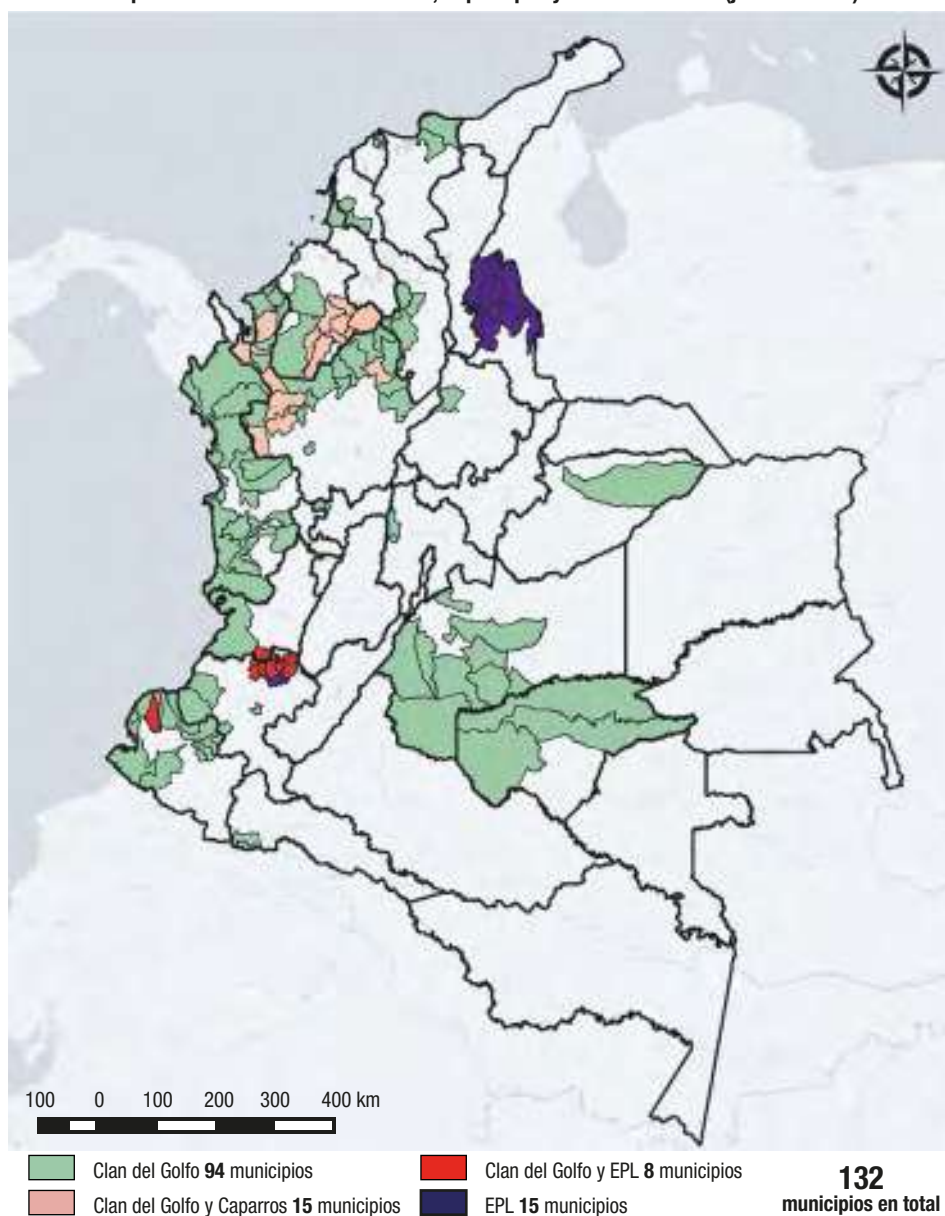 100 0 100 200 300 400 km
Clan del Golfo 94 municipios
Clan del Golfo y Caparros 15 municipios
Clan del Golfo y EPL 8 municipios
EPL 15 municipios
132
municipios en total